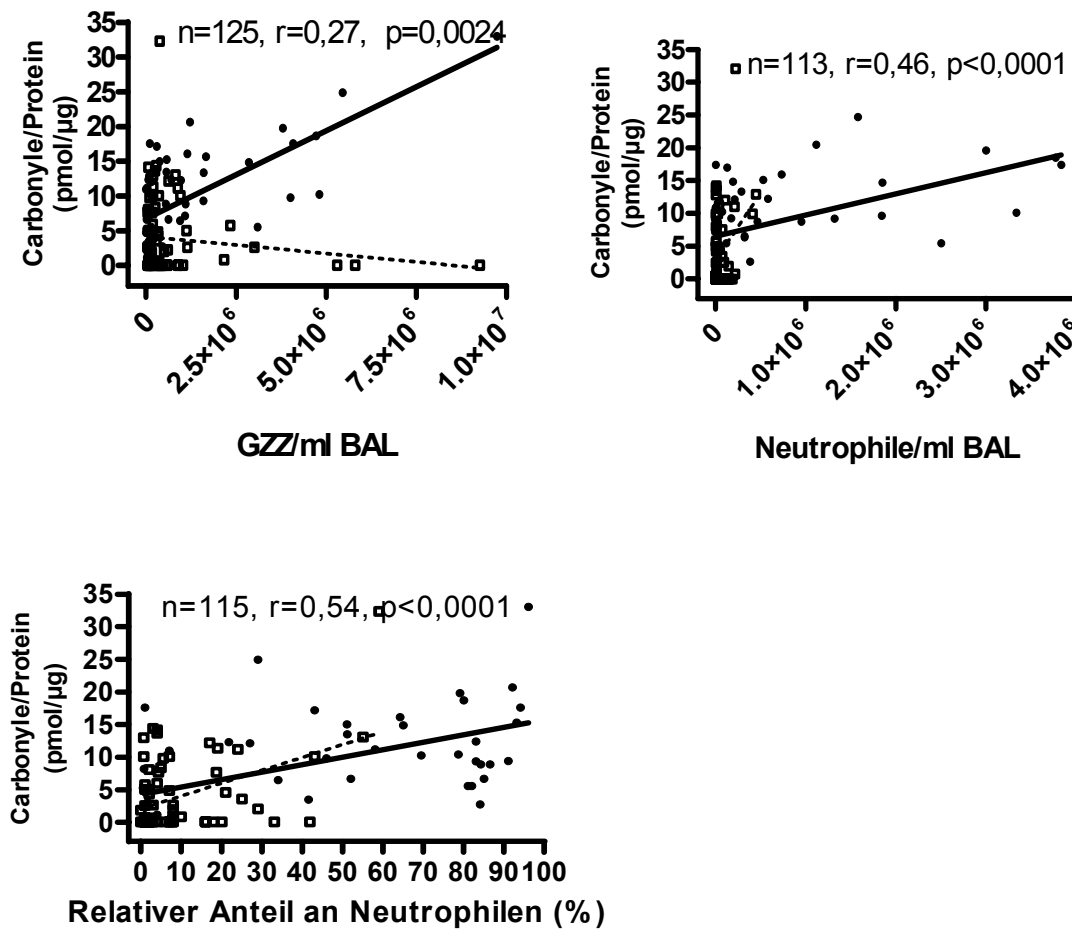 n=125, r=0,27, p=0,0024
Carbonyle/Protein
(pmol/µg)
35
30
25
20
15
10
5
0
0
2.5×10⁶
5.0×10⁶
7.5×10⁶
1.0×10⁷
GZZ/ml BAL
n=113, r=0,46, p<0,0001
Carbonyle/Protein
(pmol/µg)
35
30
25
20
15
10
5
0
0
1.0×10⁶
2.0×10⁶
3.0×10⁶
4.0×10⁶
Neutrophile/ml BAL
n=115, r=0,54, p<0,0001
Carbonyle/Protein
(pmol/µg)
35
30
25
20
15
10
5
0
0 10 20 30 40 50 60 70 80 90 100
Relativer Anteil an Neutrophilen (%)